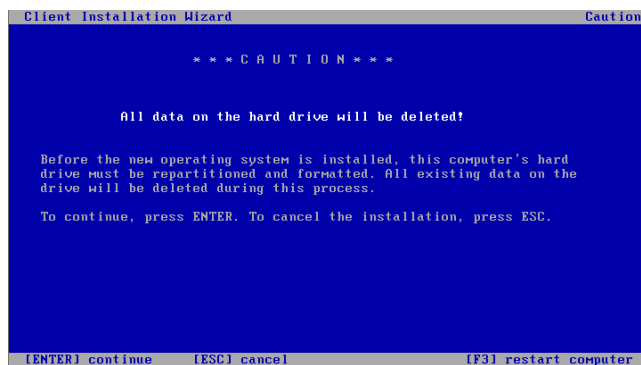 Client Installation Wizard Caution
* * * C A U T I O N * * *
All data on the hard drive will be deleted!
Before the new operating system is installed, this computer's hard
drive must be repartitioned and formatted. All existing data on the
drive will be deleted during this process.
To continue, press ENTER. To cancel the installation, press ESC.
[ENTER] continue [ESC] cancel [F3] restart computer